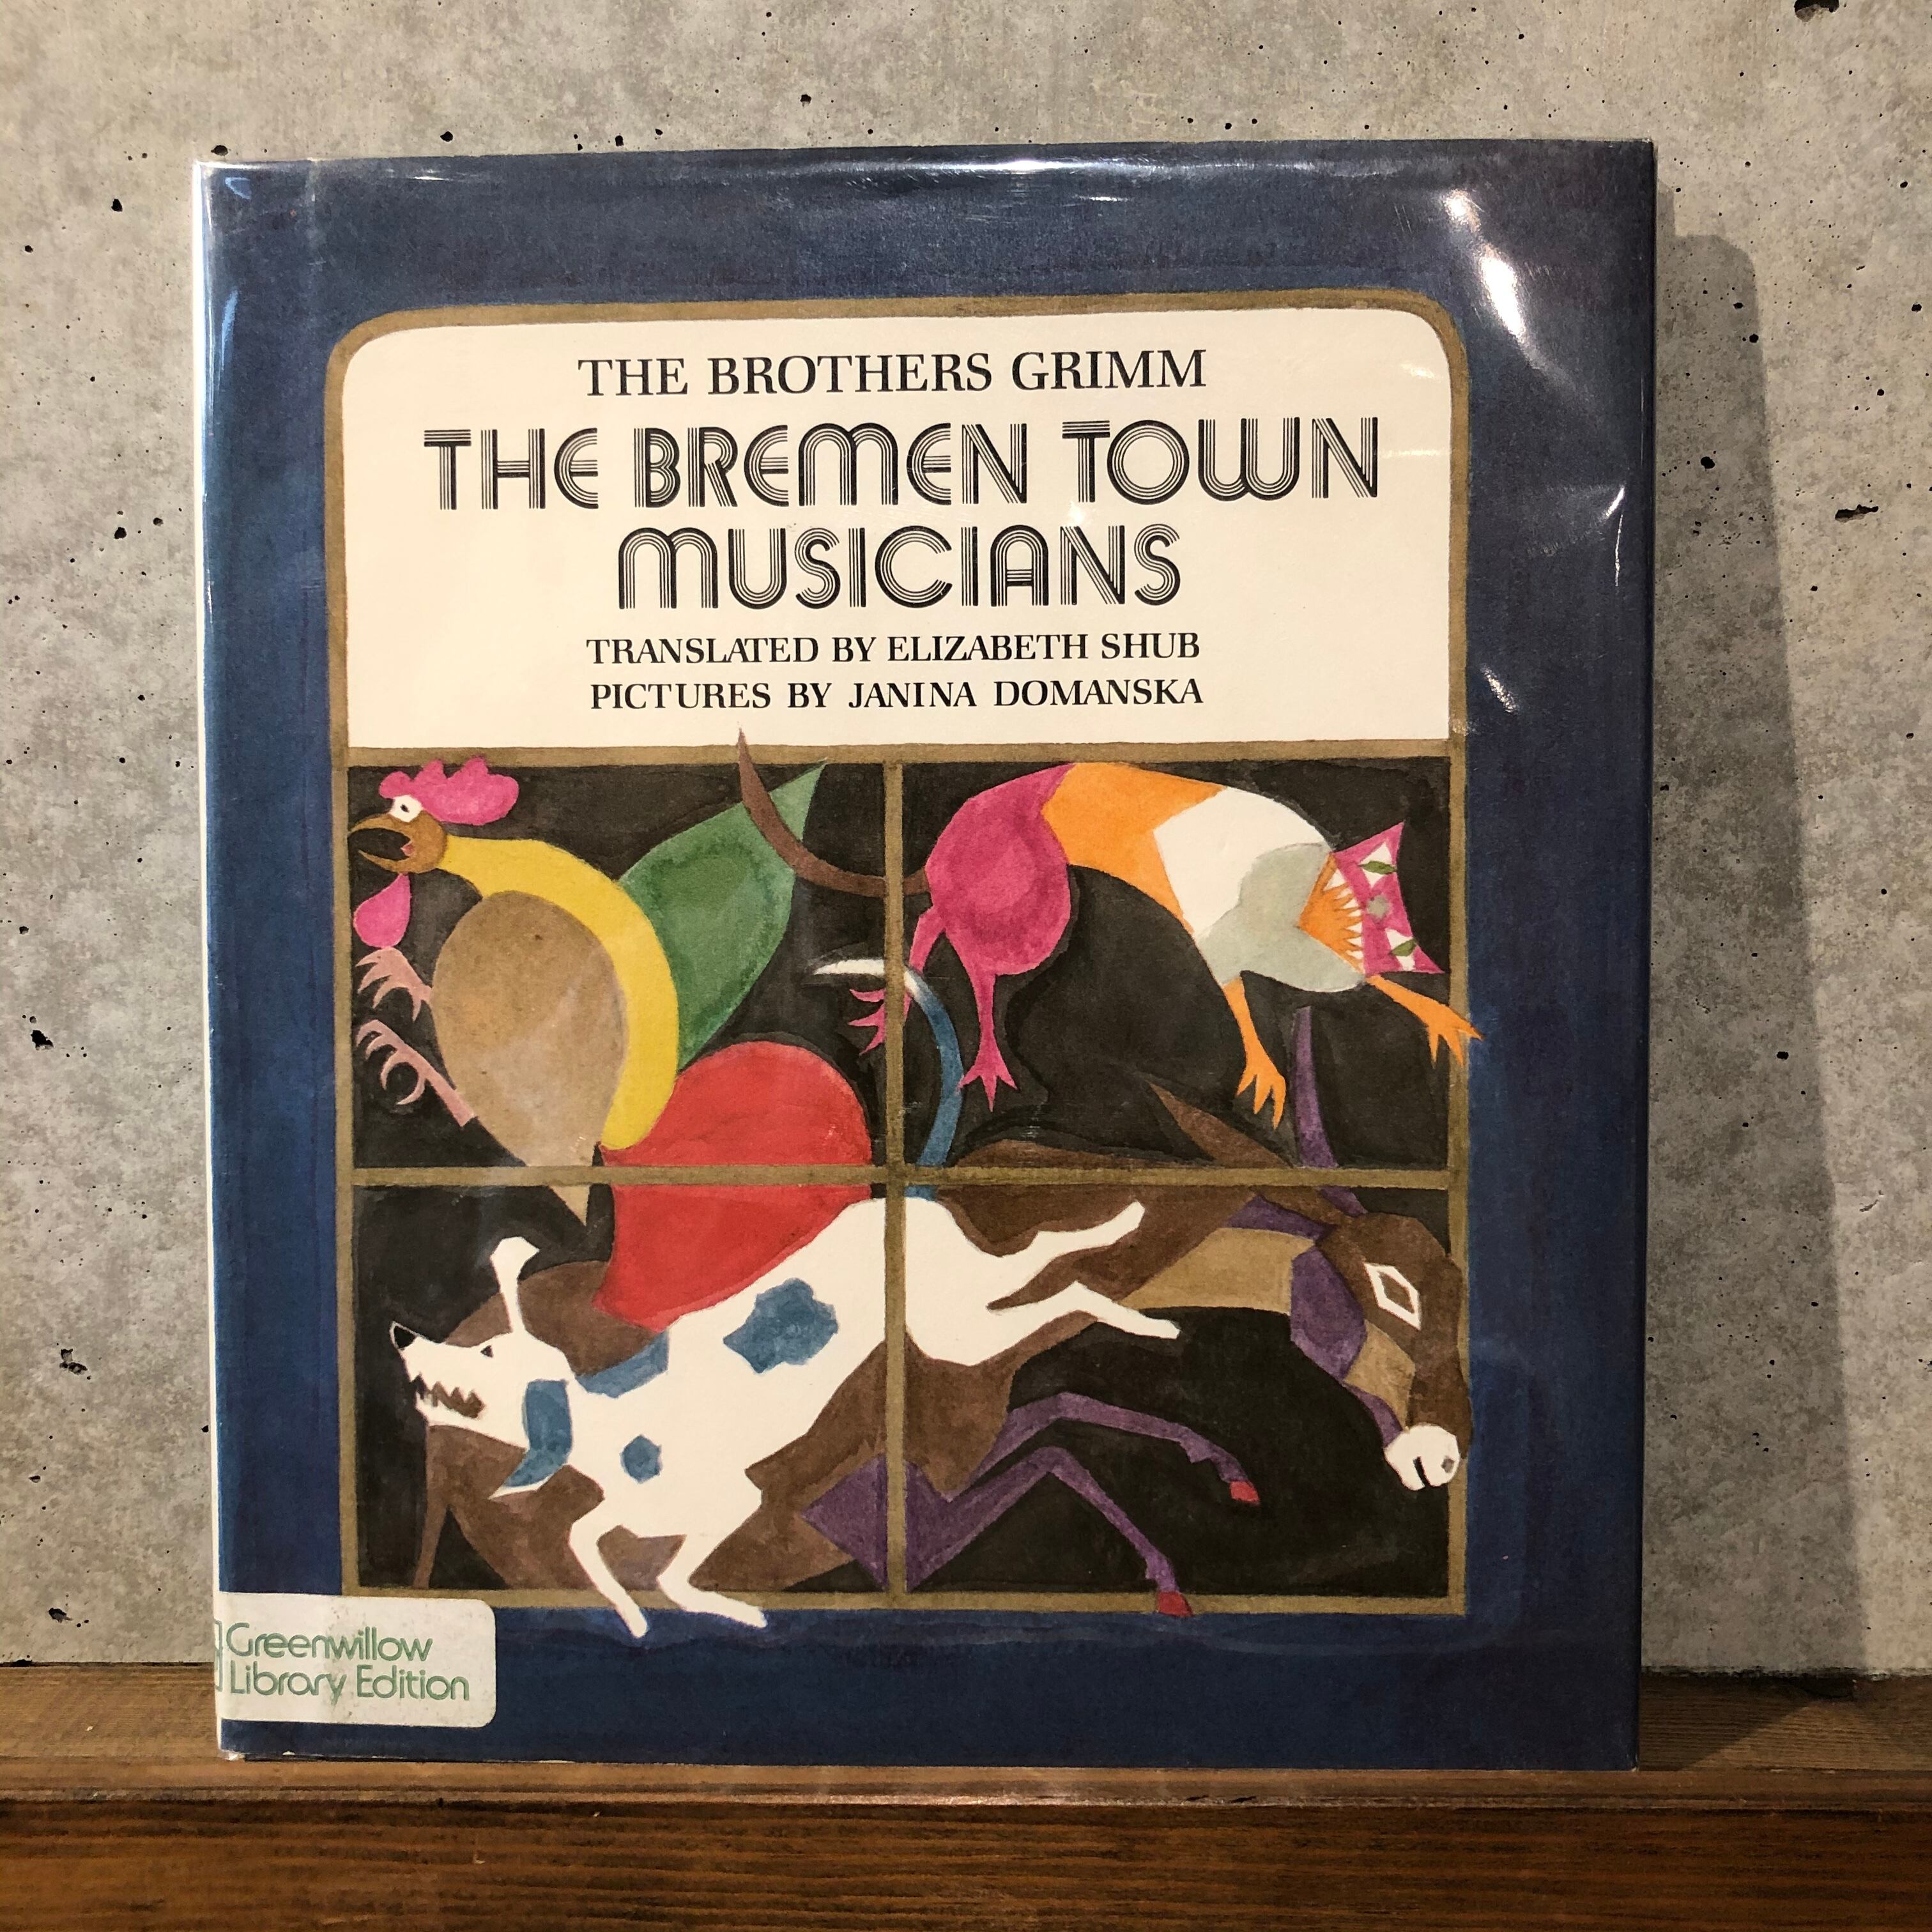 THE BROTHERS GRIMM
THE BREMEN TOWN
MUSICIANS
TRANSLATED BY ELIZABETH SHUB
PICTURES BY JANINA DOMANSKA
Greenwillow
Library Edition